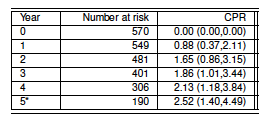 Year Number at risk CPR
0 570 0.00 (0.00,0.00)
1 549 0.88 (0.37,2.11)
2 481 1.65 (0.86,3.15)
3 401 1.86 (1.01,3.44)
4 306 2.13 (1.18,3.84)
5* 190 2.52 (1.40,4.49)